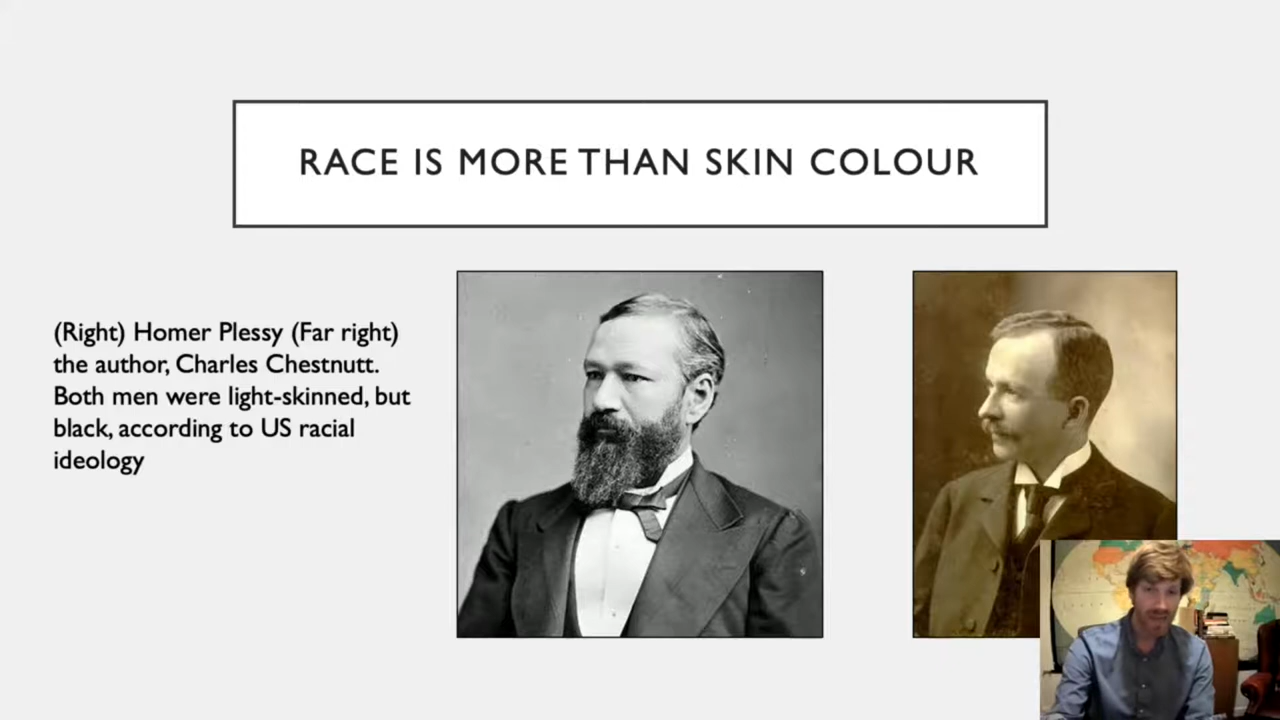 RACE IS MORE THAN SKIN COLOUR
(Right) Homer Plessy (Far right)
the author, Charles Chestnutt.
Both men were light-skinned, but
black, according to US racial
ideology